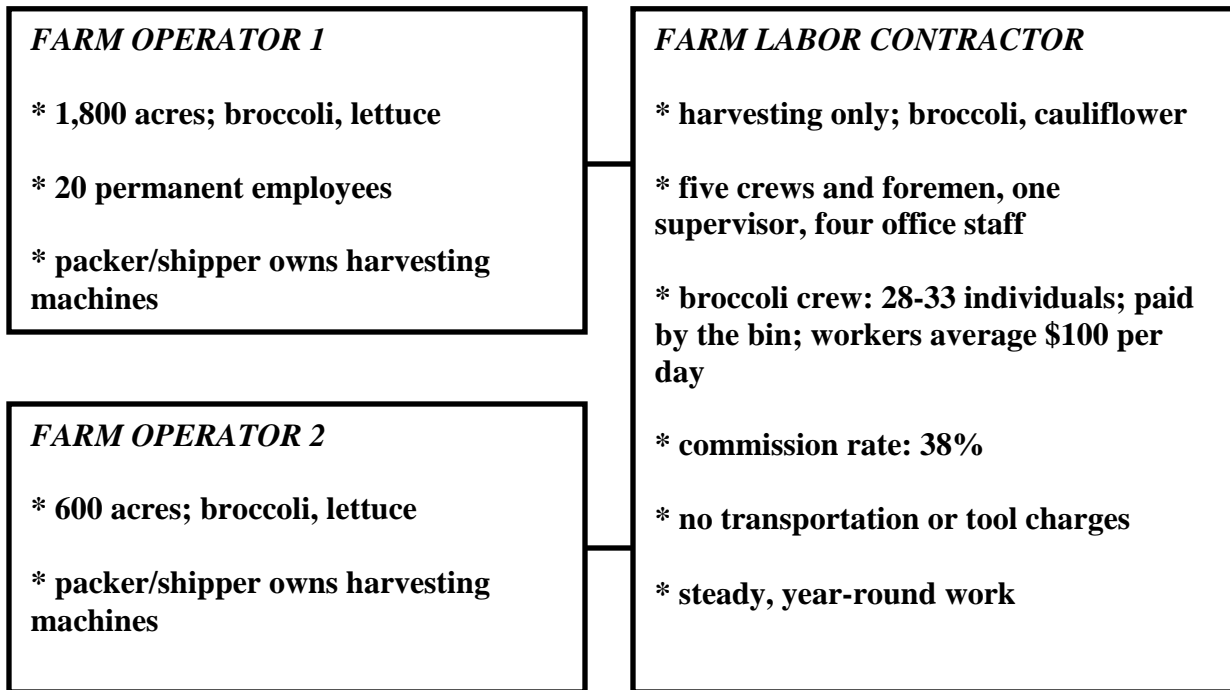 FARM OPERATOR 1
* 1,800 acres; broccoli, lettuce
* 20 permanent employees
* packer/shipper owns harvesting
machines
FARM OPERATOR 2
* 600 acres; broccoli, lettuce
* packer/shipper owns harvesting
machines
FARM LABOR CONTRACTOR
* harvesting only; broccoli, cauliflower
* five crews and foremen, one
supervisor, four office staff
* broccoli crew: 28-33 individuals; paid
by the bin; workers average $100 per
day
* commission rate: 38%
* no transportation or tool charges
* steady, year-round work